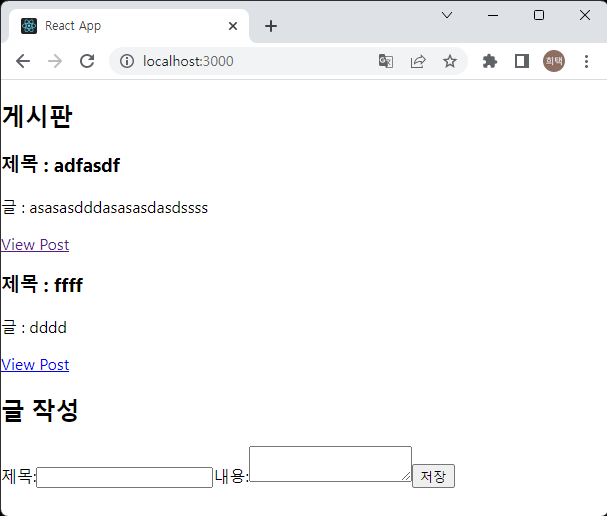 React App
localhost:3000
희택
게시판
제목 : adfasdf
글 : asasasdddasasasdasdssss
View Post
제목 : ffff
글 : dddd
View Post
글 작성
제목: 내용: 저장